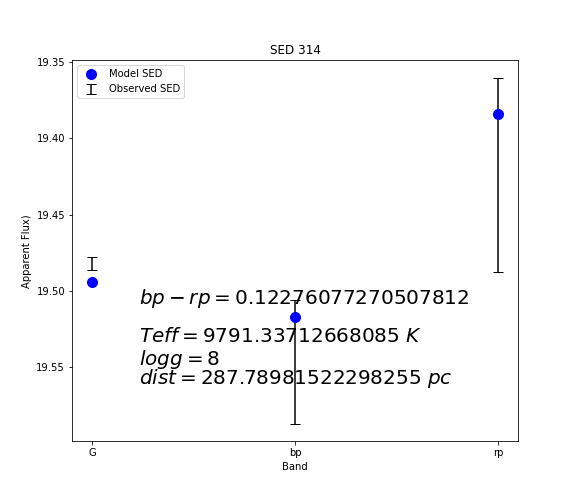 SED 314
Model SED
Observed SED
19.35
19.40
19.45
19.50
19.55
Apparent Flux)
bp − rp = 0.12276077270507812
Teff = 9791.33712668085 K
logg = 8
dist = 287.78981522298255 pc
G
bp
rp
Band